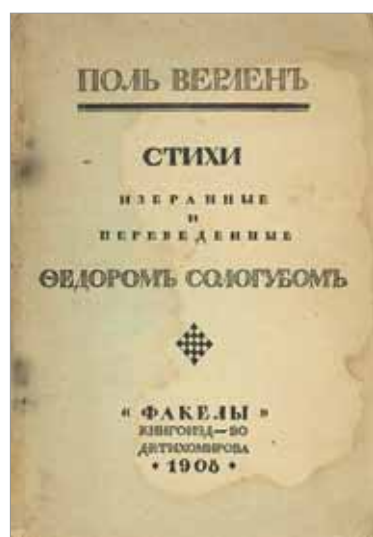 ПОЛЬ ВЕРЛЕНЪ
СТИХИ
ИЗБРАННЫЕ
И
ПЕРЕВЕДЕННЫЕ
ѲЕДОРОМЪ СОЛОГУБОМЪ
« ФАКЕЛЫ »
КНИГОИЗД—ВО
Д.К.ТИХОМИРОВА
• 1908 •